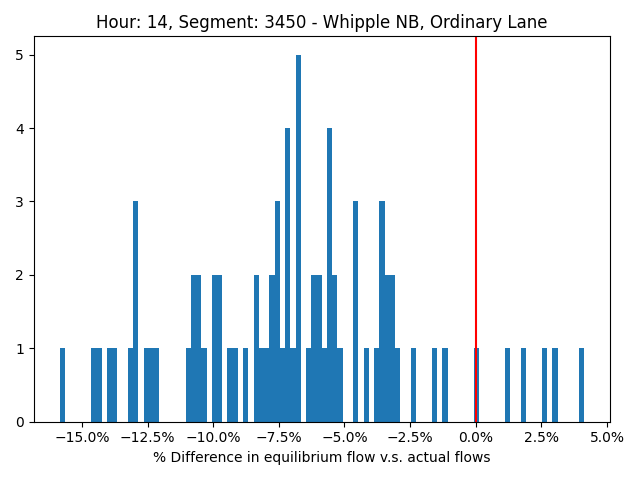 Hour: 14, Segment: 3450 - Whipple NB, Ordinary Lane
5
4
3
2
1
0
−15.0% −12.5% −10.0% −7.5% −5.0% −2.5% 0.0% 2.5% 5.0%
% Difference in equilibrium flow v.s. actual flows